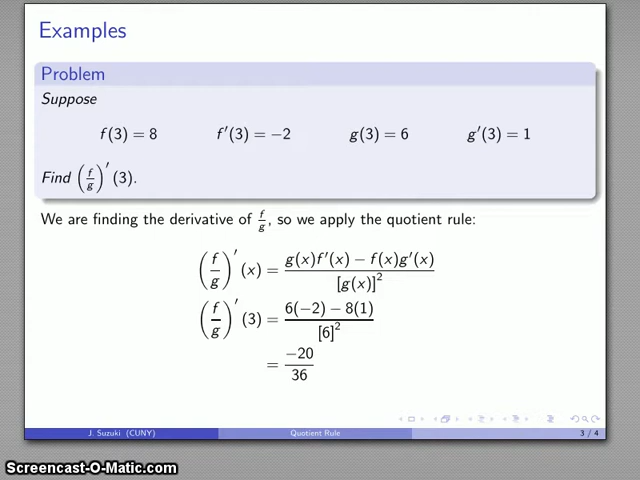 Examples
Problem
Suppose
f(3) = 8 f′(3) = −2 g(3) = 6 g′(3) = 1
Find (f/g)′(3).
We are finding the derivative of f/g, so we apply the quotient rule:
(f/g)′(x) = g(x)f′(x) − f(x)g′(x) / [g(x)]²
(f/g)′(3) = 6(−2) − 8(1) / [6]²
= −20 / 36
J. Suzuki (CUNY) Quotient Rule 3 / 4
Screencast-O-Matic.com